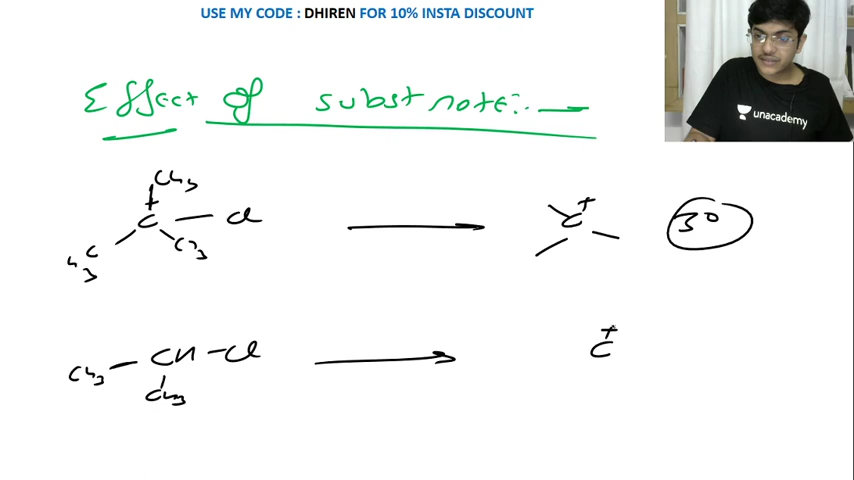 USE MY CODE : DHIREN FOR 10% INSTA DISCOUNT
unacademy
Effect of substrate :
CH3
C — Cl
H3C
CH3
C+
3°
CH3 — CH — Cl
CH3
C+